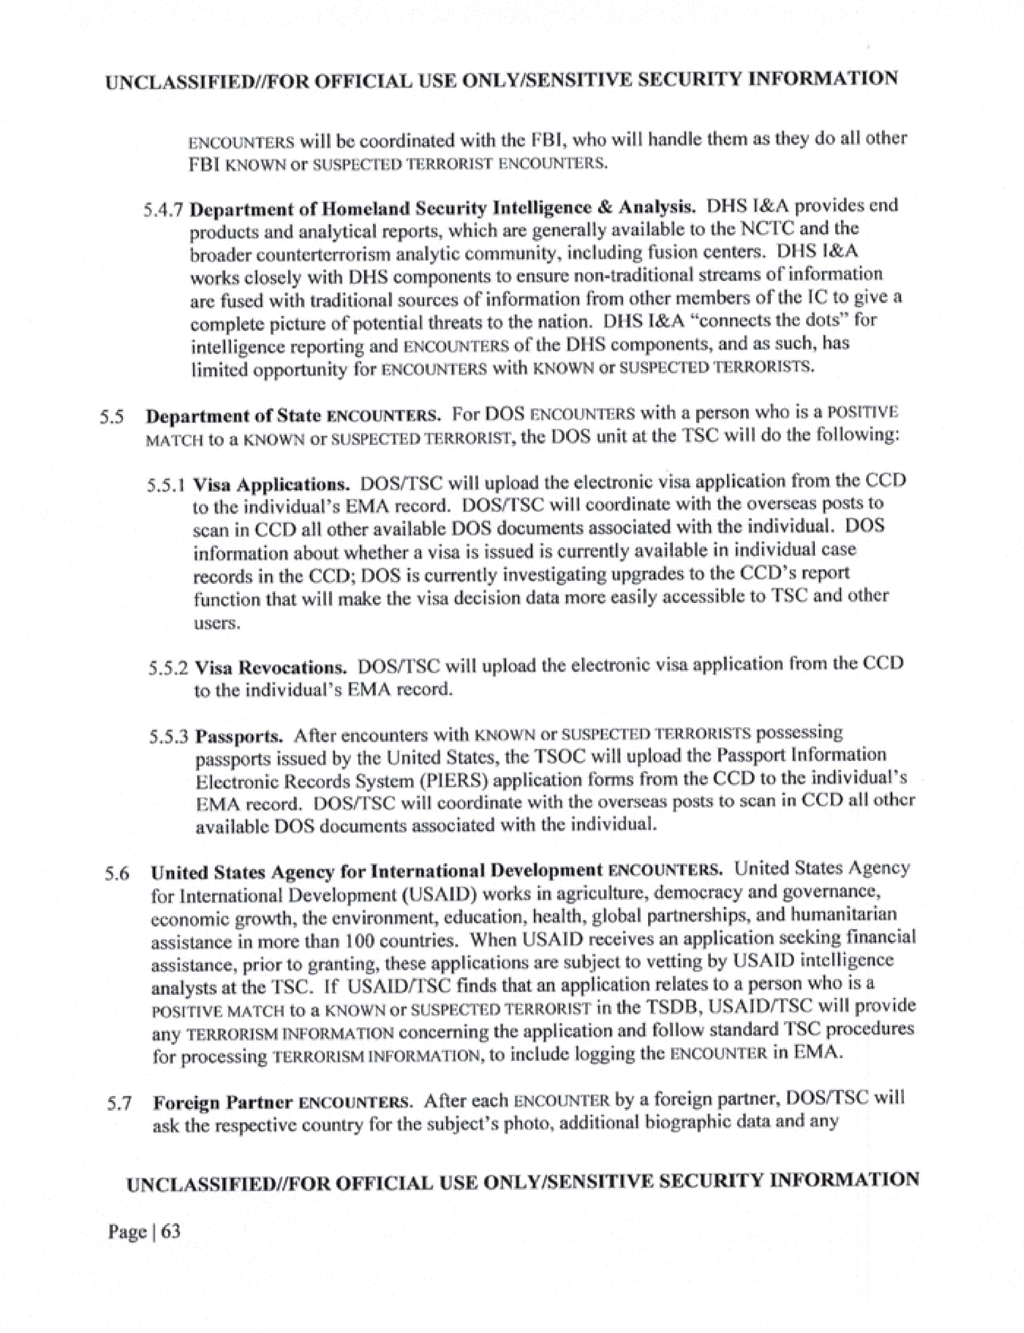 UNCLASSIFIED//FOR OFFICIAL USE ONLY/SENSITIVE SECURITY INFORMATION
ENCOUNTERS will be coordinated with the FBI, who will handle them as they do all other
FBI KNOWN or SUSPECTED TERRORIST ENCOUNTERS.
5.4.7 Department of Homeland Security Intelligence & Analysis. DHS I&A provides end
products and analytical reports, which are generally available to the NCTC and the
broader counterterrorism analytic community, including fusion centers. DHS I&A
works closely with DHS components to ensure non-traditional streams of information
are fused with traditional sources of information from other members of the IC to give a
complete picture of potential threats to the nation. DHS I&A "connects the dots" for
intelligence reporting and ENCOUNTERS of the DHS components, and as such, has
limited opportunity for ENCOUNTERS with KNOWN or SUSPECTED TERRORISTS.
5.5 Department of State ENCOUNTERS. For DOS ENCOUNTERS with a person who is a POSITIVE
MATCH to a KNOWN or SUSPECTED TERRORIST, the DOS unit at the TSC will do the following:
5.5.1 Visa Applications. DOS/TSC will upload the electronic visa application from the CCD
to the individual's EMA record. DOS/TSC will coordinate with the overseas posts to
scan in CCD all other available DOS documents associated with the individual. DOS
information about whether a visa is issued is currently available in individual case
records in the CCD; DOS is currently investigating upgrades to the CCD's report
function that will make the visa decision data more easily accessible to TSC and other
users.
5.5.2 Visa Revocations. DOS/TSC will upload the electronic visa application from the CCD
to the individual's EMA record.
5.5.3 Passports. After encounters with KNOWN or SUSPECTED TERRORISTS possessing
passports issued by the United States, the TSOC will upload the Passport Information
Electronic Records System (PIERS) application forms from the CCD to the individual's
EMA record. DOS/TSC will coordinate with the overseas posts to scan in CCD all other
available DOS documents associated with the individual.
5.6 United States Agency for International Development ENCOUNTERS. United States Agency
for International Development (USAID) works in agriculture, democracy and governance,
economic growth, the environment, education, health, global partnerships, and humanitarian
assistance in more than 100 countries. When USAID receives an application seeking financial
assistance, prior to granting, these applications are subject to vetting by USAID intelligence
analysts at the TSC. If USAID/TSC finds that an application relates to a person who is a
POSITIVE MATCH to a KNOWN or SUSPECTED TERRORIST in the TSDB, USAID/TSC will provide
any TERRORISM INFORMATION concerning the application and follow standard TSC procedures
for processing TERRORISM INFORMATION, to include logging the ENCOUNTER in EMA.
5.7 Foreign Partner ENCOUNTERS. After each ENCOUNTER by a foreign partner, DOS/TSC will
ask the respective country for the subject's photo, additional biographic data and any
UNCLASSIFIED//FOR OFFICIAL USE ONLY/SENSITIVE SECURITY INFORMATION
Page | 63